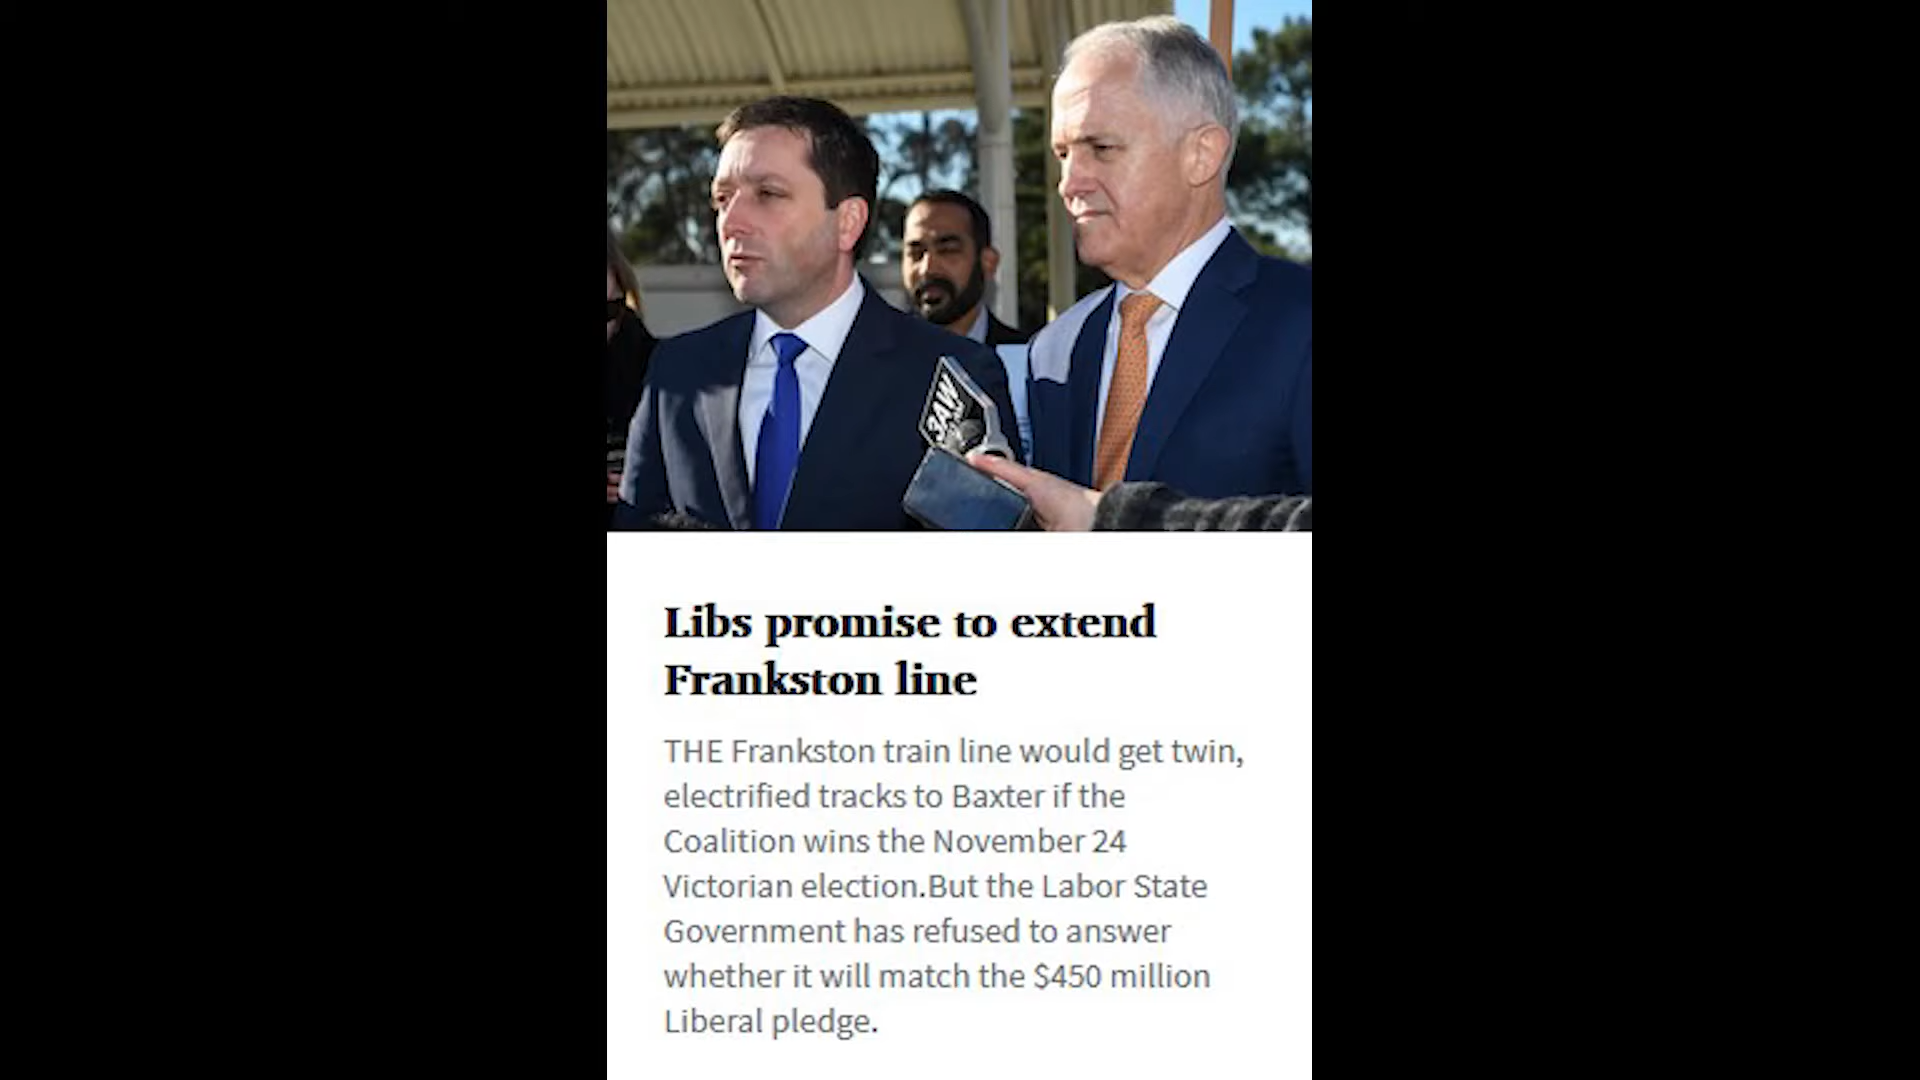 3AW
Libs promise to extend
Frankston line
THE Frankston train line would get twin,
electrified tracks to Baxter if the
Coalition wins the November 24
Victorian election.But the Labor State
Government has refused to answer
whether it will match the $450 million
Liberal pledge.